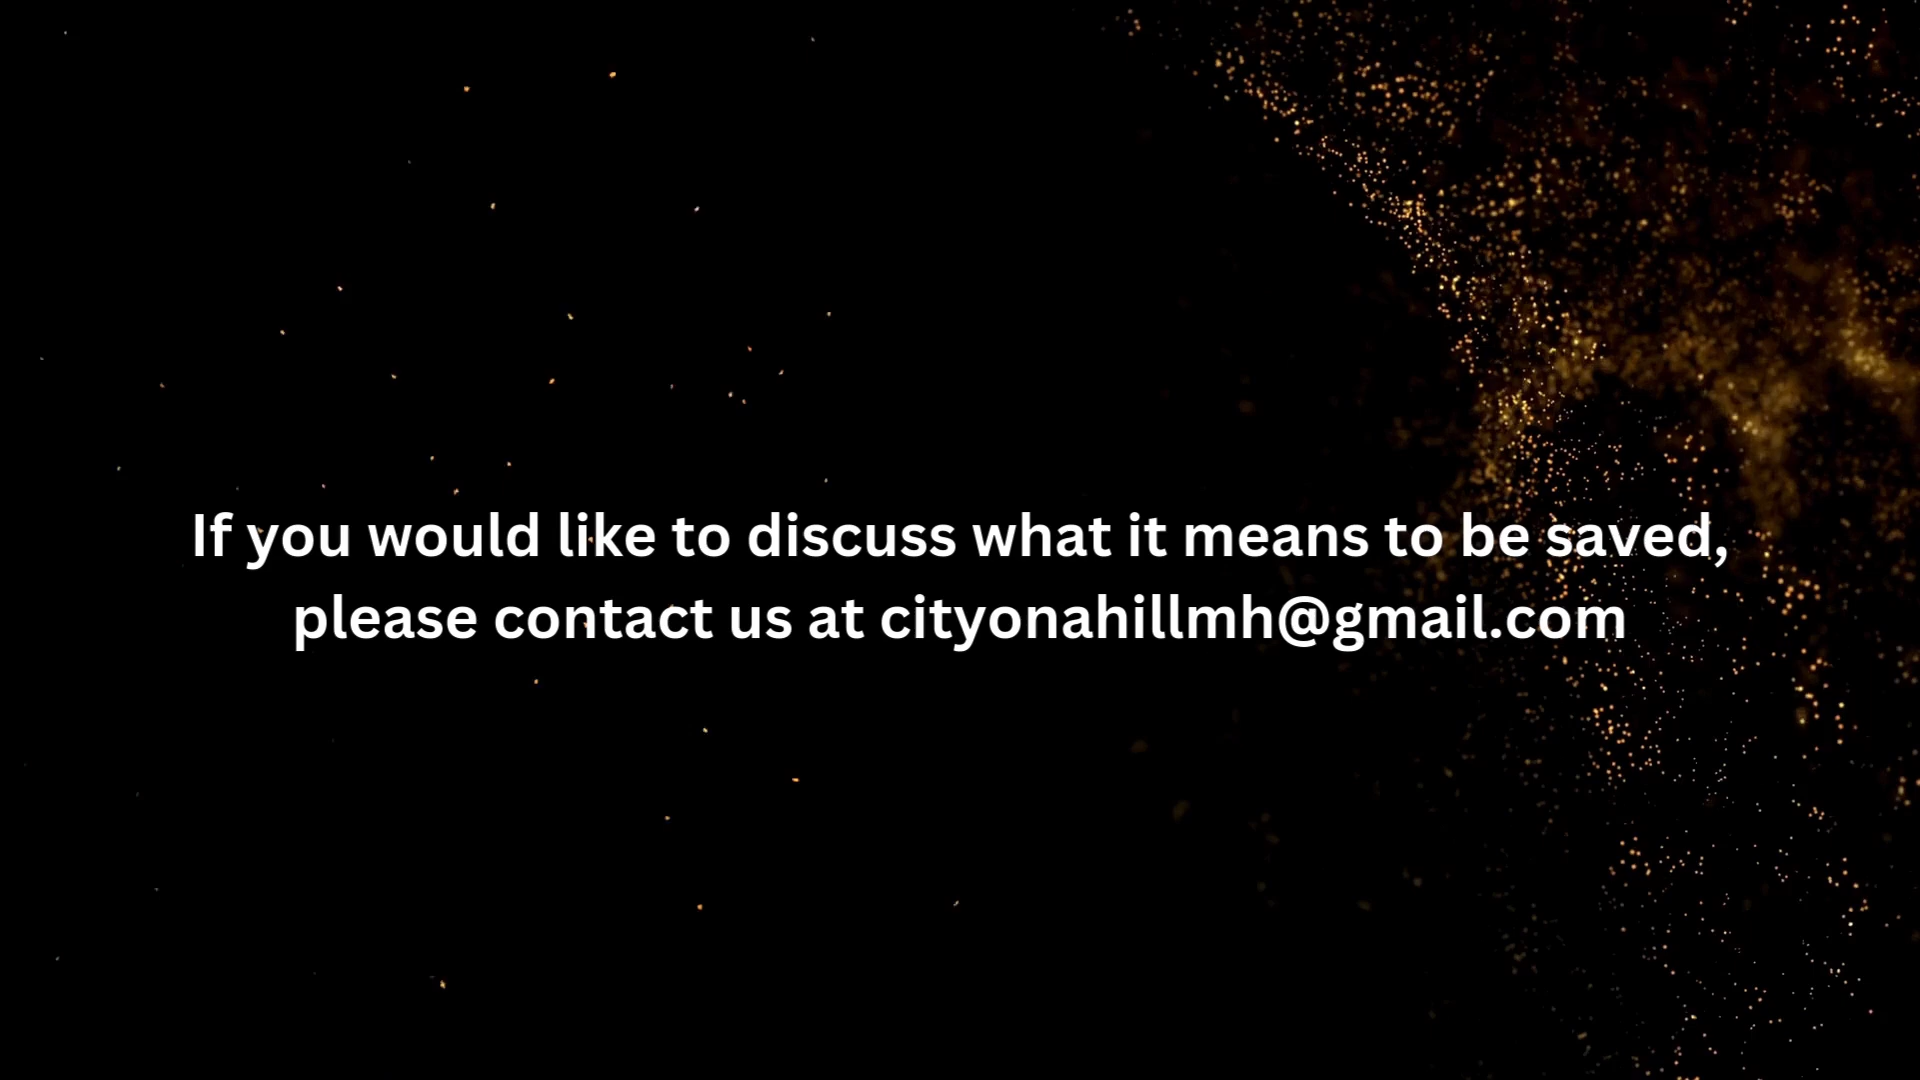 If you would like to discuss what it means to be saved,
please contact us at cityonahillmh@gmail.com